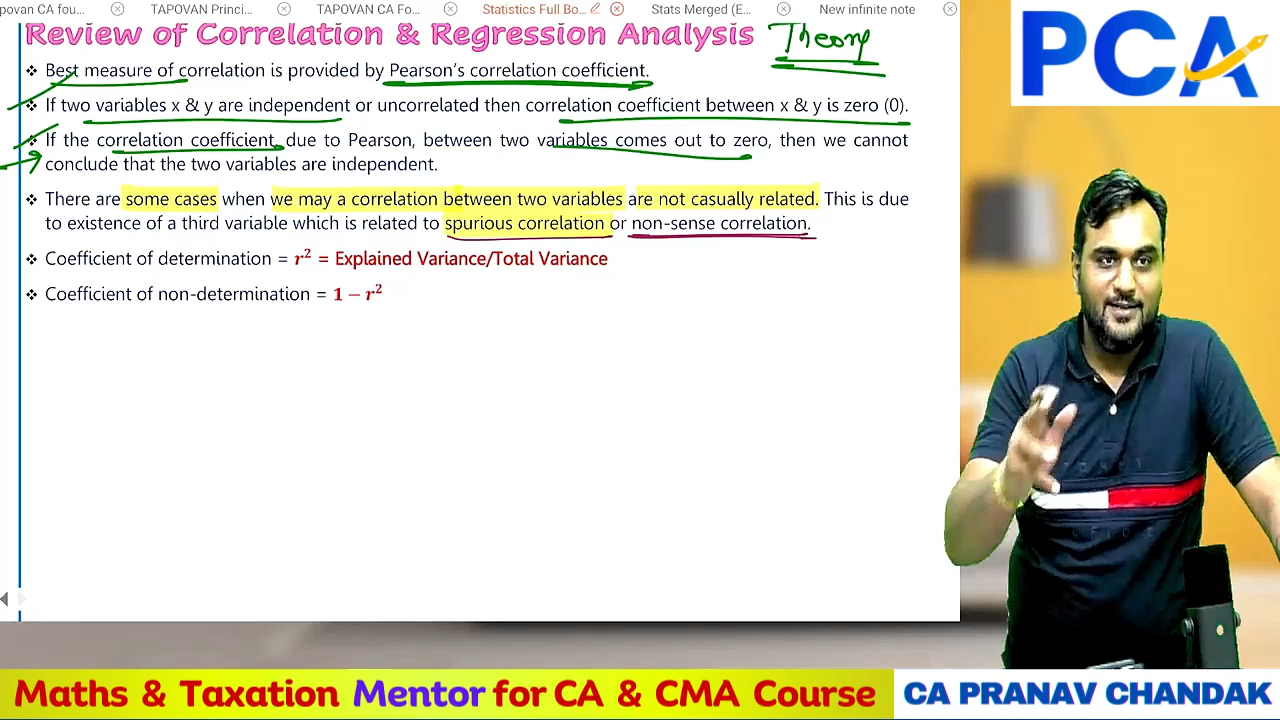 povan CA fou...
TAPOVAN Princi...
TAPOVAN CA Fo...
Statistics Full Bo...
Stats Merged (E...
New infinite note
Review of Correlation & Regression Analysis
Theory
❖ Best measure of correlation is provided by Pearson's correlation coefficient.
❖ If two variables x & y are independent or uncorrelated then correlation coefficient between x & y is zero (0).
❖ If the correlation coefficient, due to Pearson, between two variables comes out to zero, then we cannot
conclude that the two variables are independent.
❖ There are some cases when we may a correlation between two variables are not casually related. This is due
to existence of a third variable which is related to spurious correlation or non-sense correlation.
❖ Coefficient of determination = r² = Explained Variance/Total Variance
❖ Coefficient of non-determination = 1 − r²
PCA
Maths & Taxation Mentor for CA & CMA Course
CA PRANAV CHANDAK